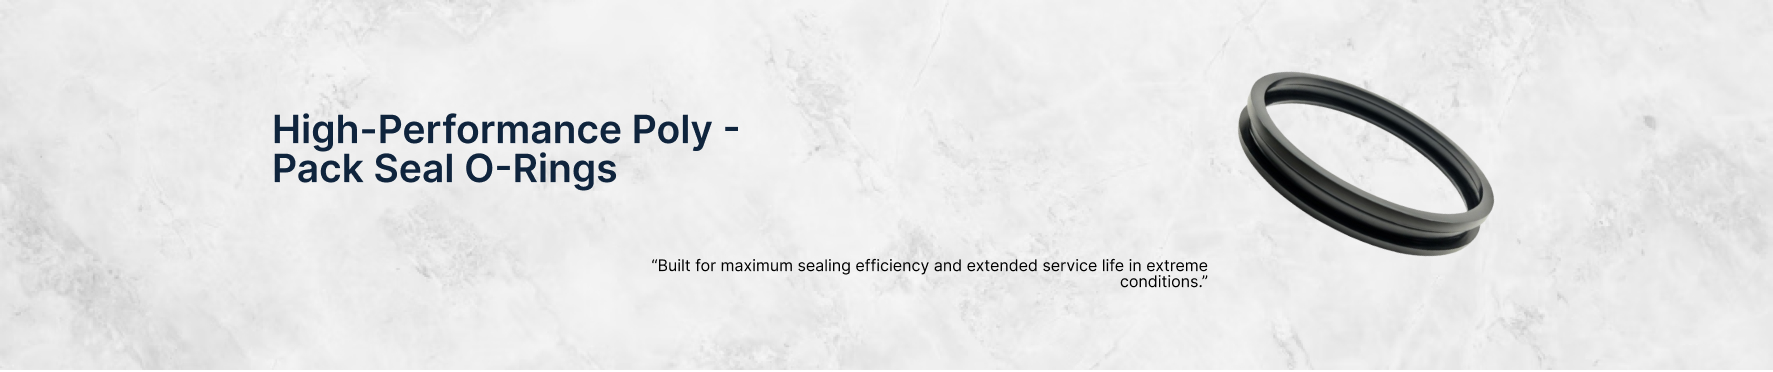 High-Performance Poly -
Pack Seal O-Rings
“Built for maximum sealing efficiency and extended service life in extreme
conditions.”